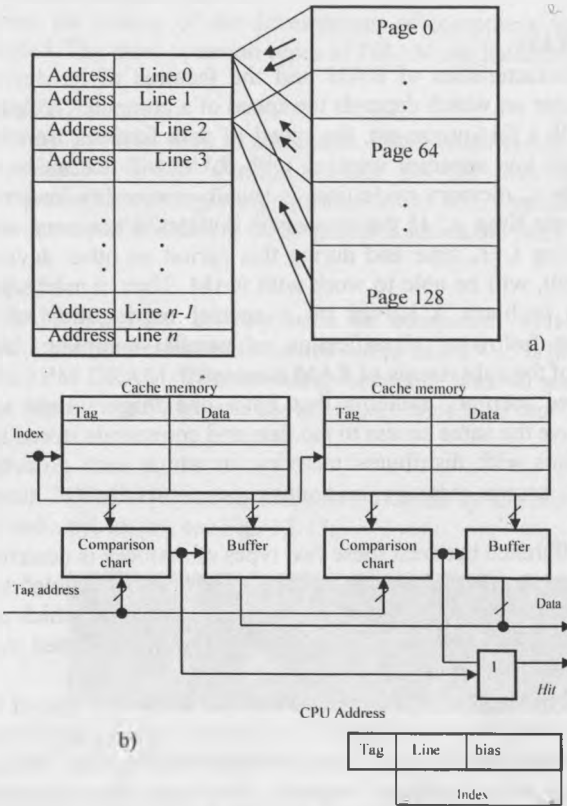 Page 0
Address Line 0
Address Line 1
Address Line 2
Address Line 3
Page 64
Page 128
Address Line n-1
Address Line n
a)
Cache memory
Cache memory
Tag Data
Tag Data
Index
Comparison chart
Buffer
Comparison chart
Buffer
Tag address
Data
1
Hit
CPU Address
b)
Tag Line bias
Index